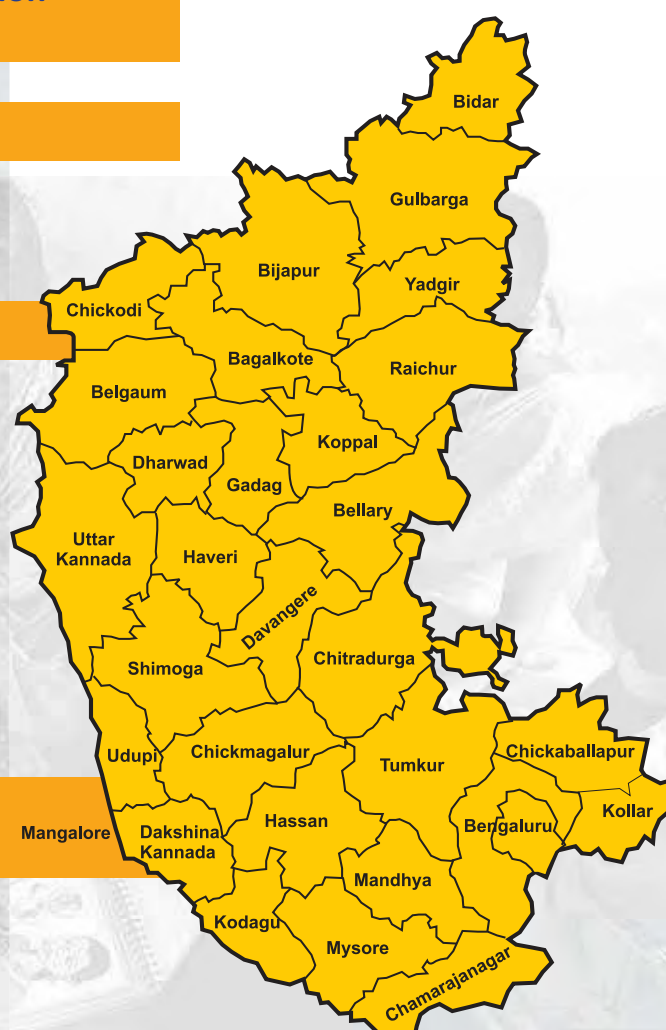 Bidar
Gulbarga
Bijapur
Yadgir
Chickodi
Bagalkote
Raichur
Belgaum
Koppal
Dharwad
Gadag
Bellary
Uttar
Kannada
Haveri
Davangere
Chitradurga
Shimoga
Udupi
Chickmagalur
Tumkur
Chickaballapur
Kollar
Mangalore
Dakshina
Kannada
Hassan
Bengaluru
Mandhya
Kodagu
Mysore
Chamarajanagar